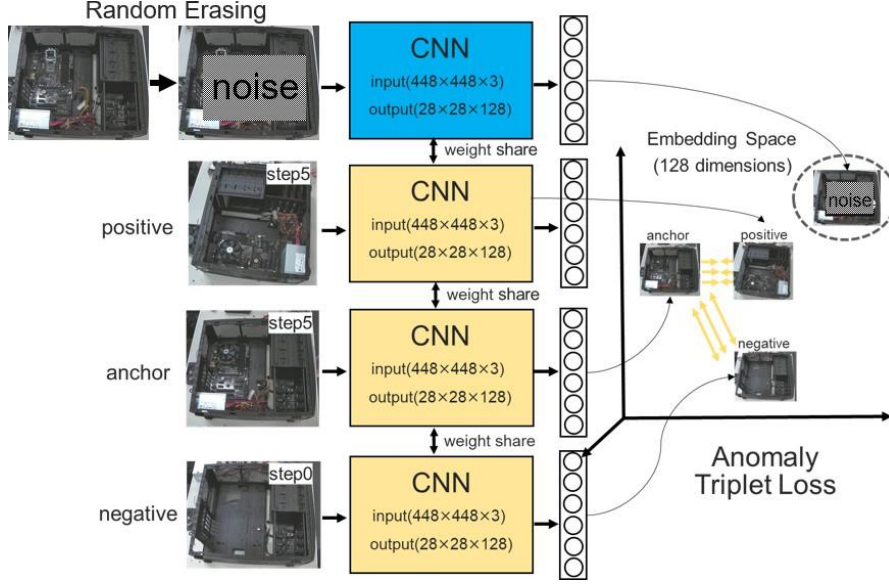 Random Erasing
noise
CNN
input(448×448×3)
output(28×28×128)
weight share
positive
step5
CNN
input(448×448×3)
output(28×28×128)
weight share
anchor
step5
CNN
input(448×448×3)
output(28×28×128)
weight share
negative
step0
CNN
input(448×448×3)
output(28×28×128)
Embedding Space
(128 dimensions)
noise
anchor
positive
negative
Anomaly
Triplet Loss